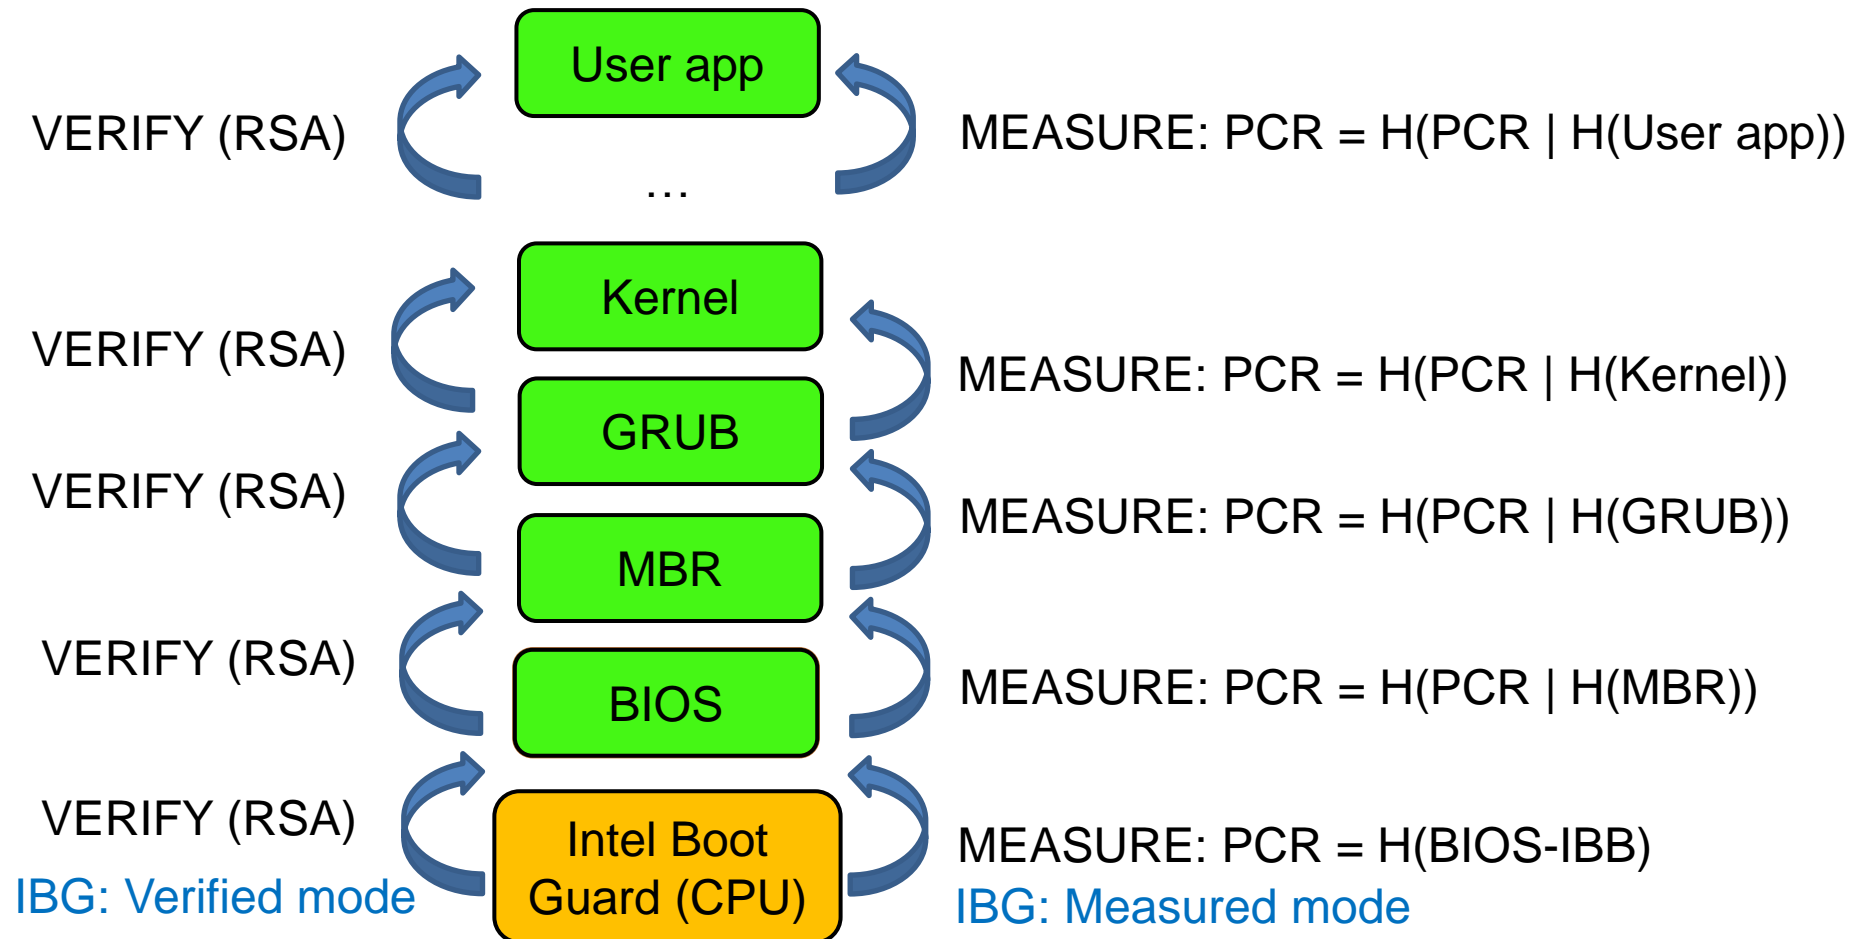 User app
VERIFY (RSA)
MEASURE: PCR = H(PCR | H(User app))
…
Kernel
VERIFY (RSA)
MEASURE: PCR = H(PCR | H(Kernel))
GRUB
VERIFY (RSA)
MEASURE: PCR = H(PCR | H(GRUB))
MBR
VERIFY (RSA)
MEASURE: PCR = H(PCR | H(MBR))
BIOS
VERIFY (RSA)
Intel Boot
Guard (CPU)
MEASURE: PCR = H(BIOS-IBB)
IBG: Verified mode
IBG: Measured mode